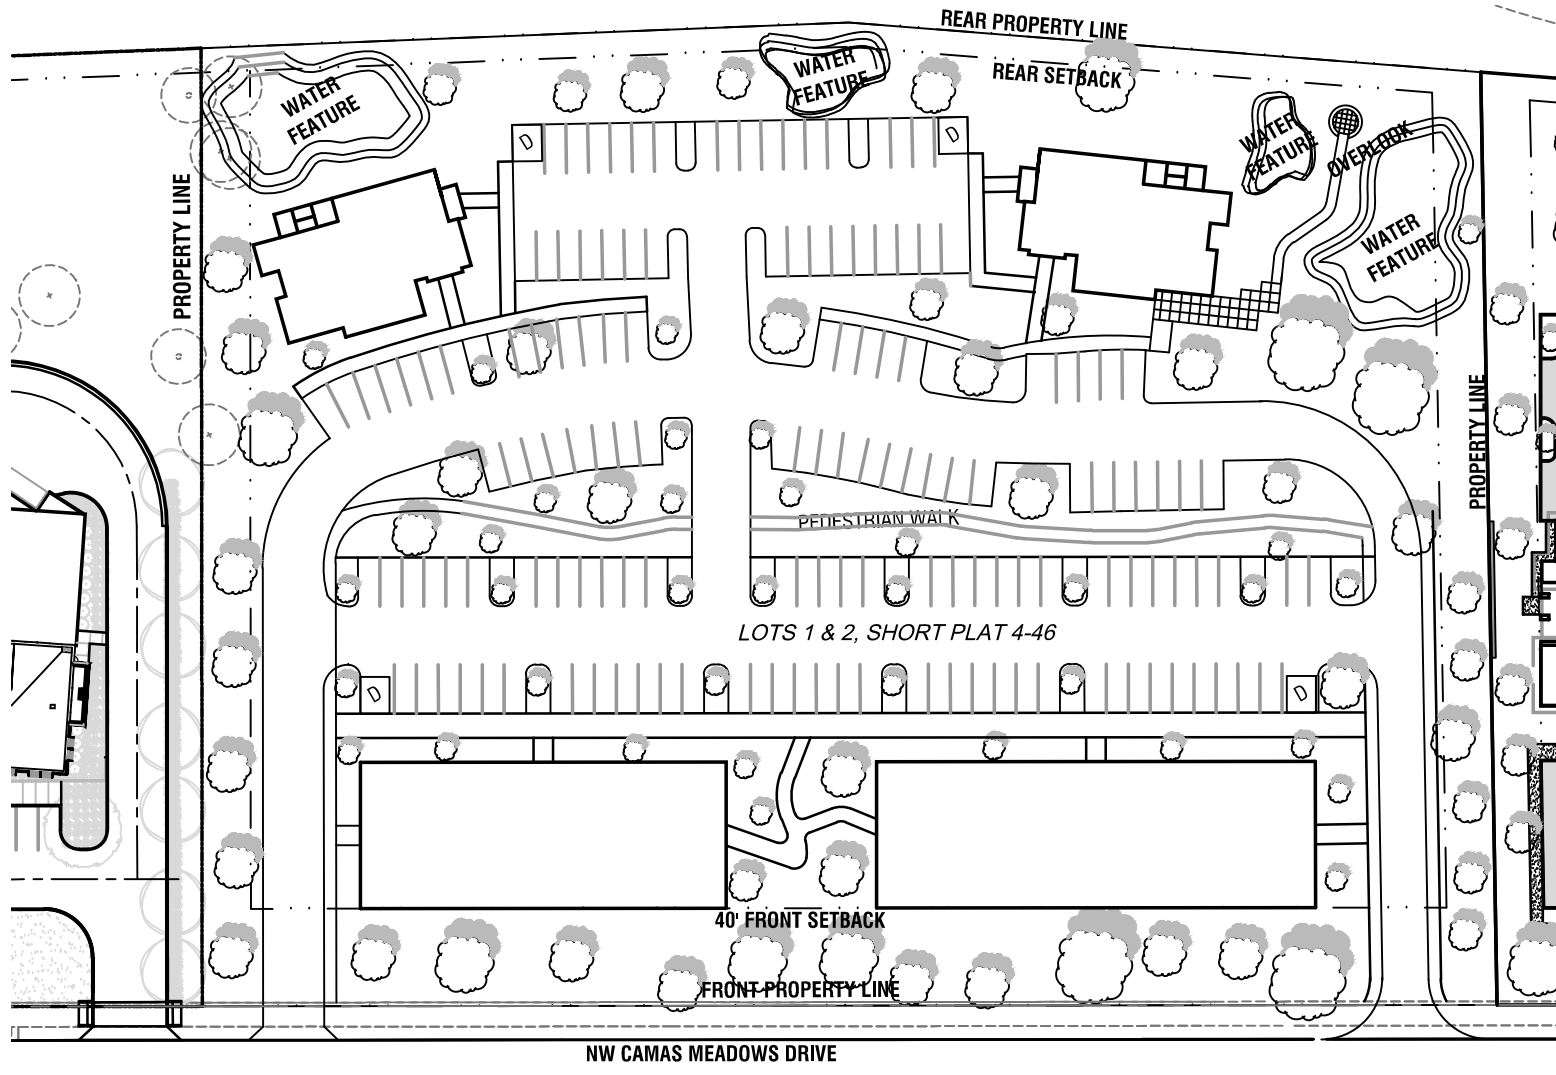 REAR PROPERTY LINE
REAR SETBACK
WATER
FEATURE
WATER
FEATURE
WATER
FEATURE
OVERLOOK
WATER
FEATURE
D
D
PROPERTY LINE
PROPERTY LINE
PEDESTRIAN WALK
LOTS 1 & 2, SHORT PLAT 4-46
D
D
40' FRONT SETBACK
FRONT PROPERTY LINE
NW CAMAS MEADOWS DRIVE